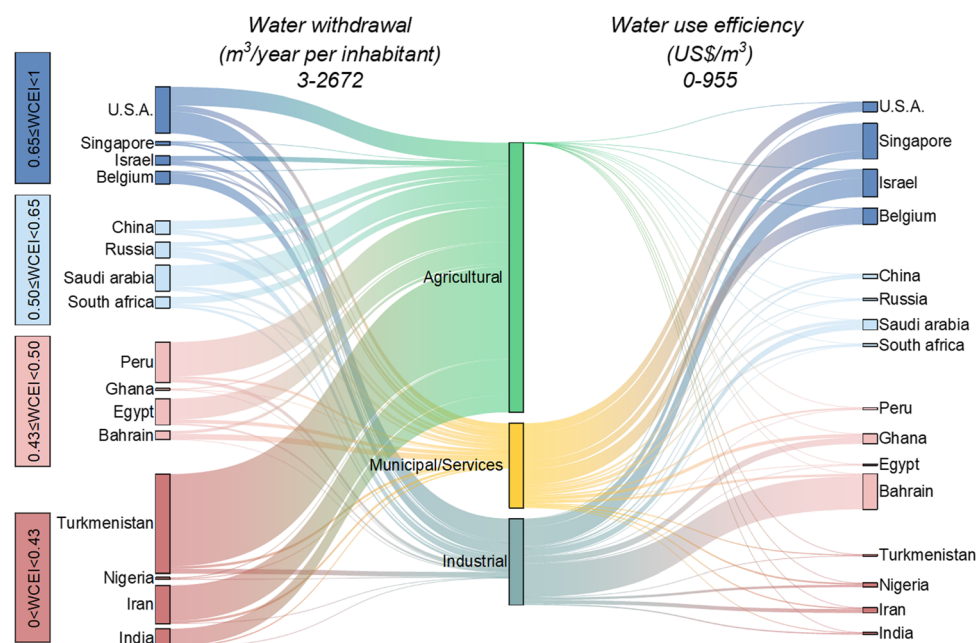 Water withdrawal
(m³/year per inhabitant)
3-2672
Water use efficiency
(US$/m³)
0-955
0.65≤WCEI<1
0.50≤WCEI<0.65
0.43≤WCEI<0.50
0<WCEI<0.43
U.S.A.
Singapore
Israel
Belgium
China
Russia
Saudi arabia
South africa
Peru
Ghana
Egypt
Bahrain
Turkmenistan
Nigeria
Iran
India
Agricultural
Municipal/Services
Industrial
U.S.A.
Singapore
Israel
Belgium
China
Russia
Saudi arabia
South africa
Peru
Ghana
Egypt
Bahrain
Turkmenistan
Nigeria
Iran
India